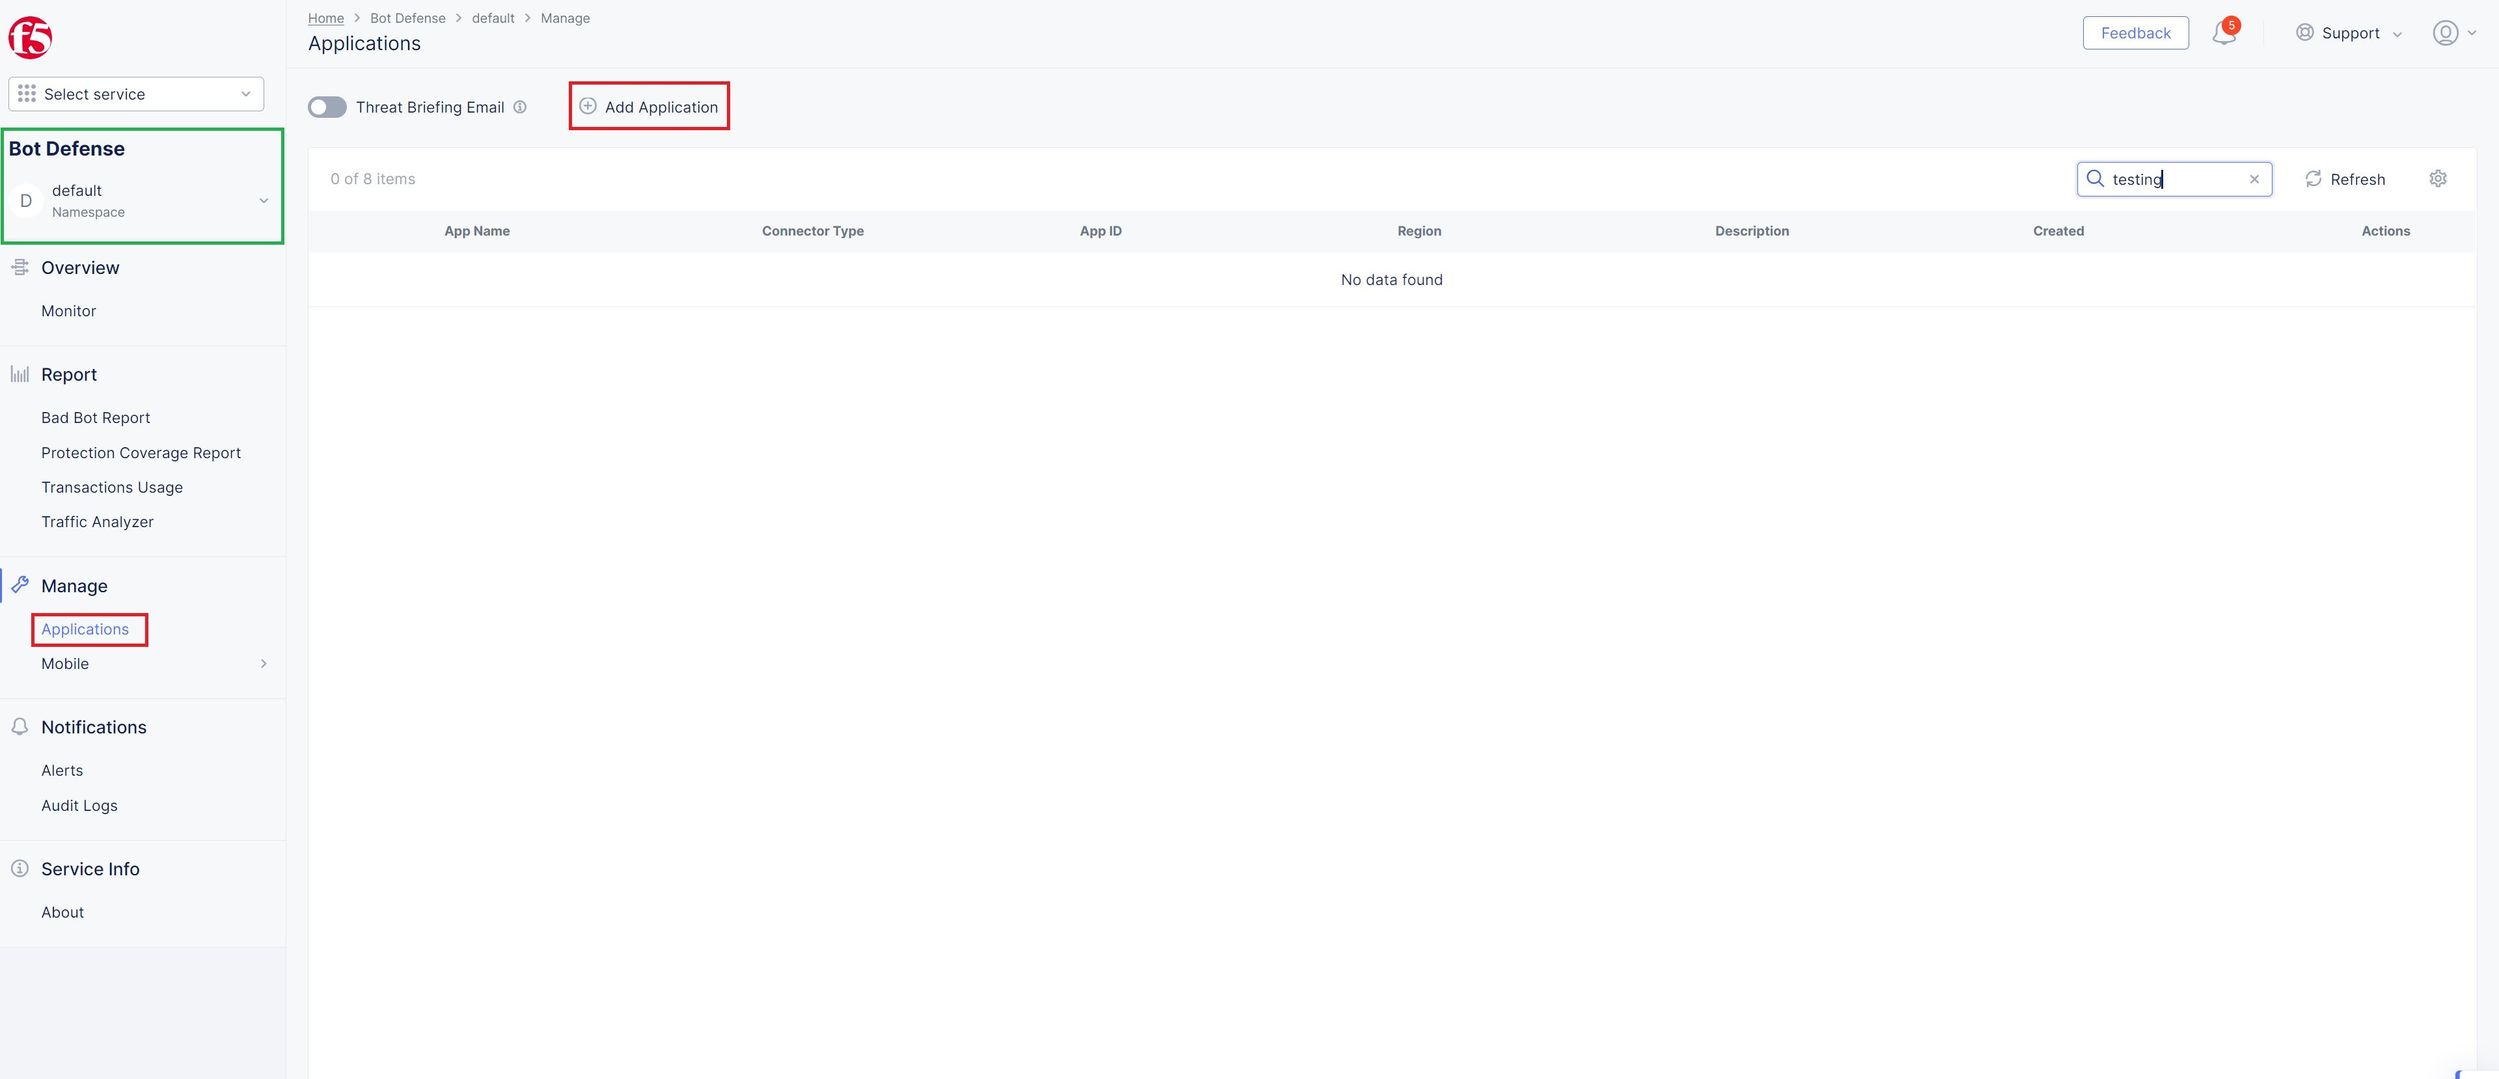 f5
Home > Bot Defense > default > Manage
Applications
Feedback
5
Support
Select service
Threat Briefing Email
Add Application
Bot Defense
D
default
Namespace
0 of 8 items
testing
Refresh
App Name Connector Type App ID Region Description Created Actions
No data found
Overview
Monitor
Report
Bad Bot Report
Protection Coverage Report
Transactions Usage
Traffic Analyzer
Manage
Applications
Mobile
Notifications
Alerts
Audit Logs
Service Info
About